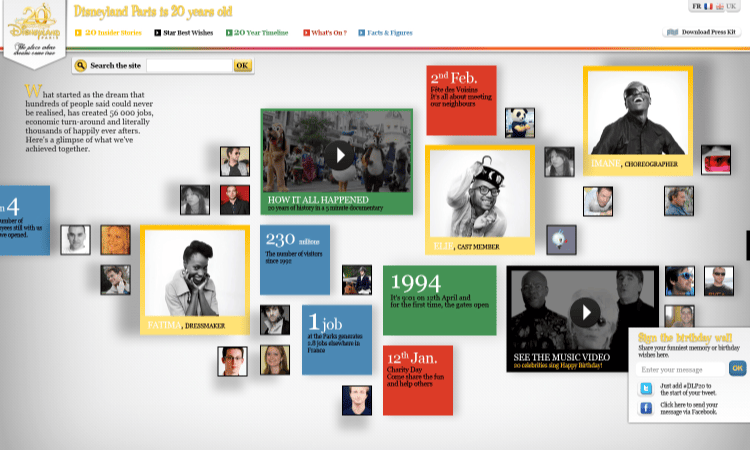 20
DISNEYLAND
PARIS
The place where
dreams come true
Disneyland Paris is 20 years old
FR
UK
20 Insider Stories
Star Best Wishes
20 Year Timeline
What's On ?
Facts & Figures
Download Press Kit
Search the site
OK
What started as the dream that
hundreds of people said could never
be realised, has created 56 000 jobs,
economic turn-around and literally
thousands of happily ever afters.
Here's a glimpse of what we've
achieved together.
2nd Feb.
Fête des Voisins
It's all about meeting
our neighbours
IMANE, CHOREOGRAPHER
HOW IT ALL HAPPENED
20 years of history in a 5 minute documentary
ELIE, CAST MEMBER
4
number of
still with us
opened.
FATIMA, DRESSMAKER
230 millions
The number of visitors
since 1992
1994
It's 9:01 on 12th April and
for the first time, the gates open
1 job
at the Parks generates
2.8 jobs elsewhere in
France
12th Jan.
Charity Day
Come share the fun
and help others
SEE THE MUSIC VIDEO
20 celebrities sing Happy Birthday!
Sign the birthday wall
Share your funniest memory or birthday
wishes here.
Enter your message
OK
Just add #DLP20 to
the start of your tweet.
Click here to send your
message via Facebook.